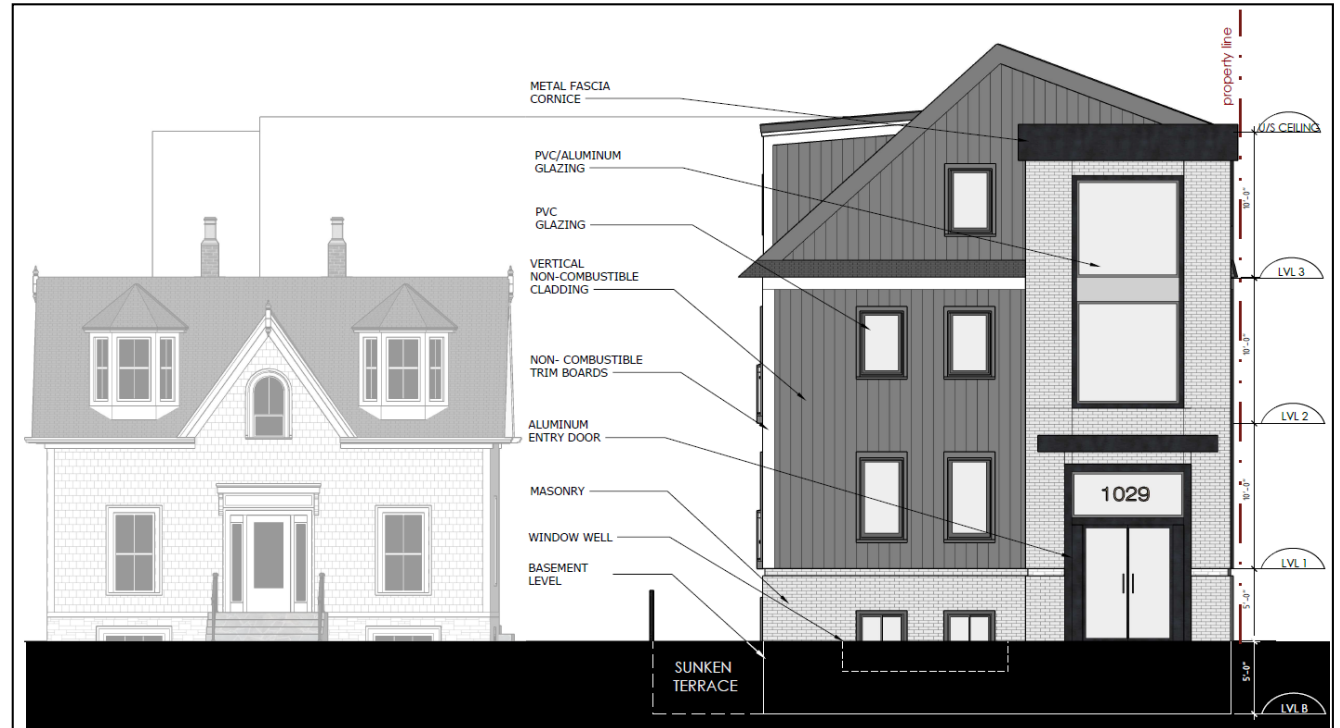 METAL FASCIA
CORNICE
PVC/ALUMINUM
GLAZING
PVC
GLAZING
VERTICAL
NON-COMBUSTIBLE
CLADDING
NON- COMBUSTIBLE
TRIM BOARDS
ALUMINUM
ENTRY DOOR
MASONRY
WINDOW WELL
BASEMENT
LEVEL
SUNKEN
TERRACE
1029
property line
U/S CEILING
10'-0"
LVL 3
10'-0"
LVL 2
10'-0"
LVL 1
5'-0"
5'-0"
LVL B